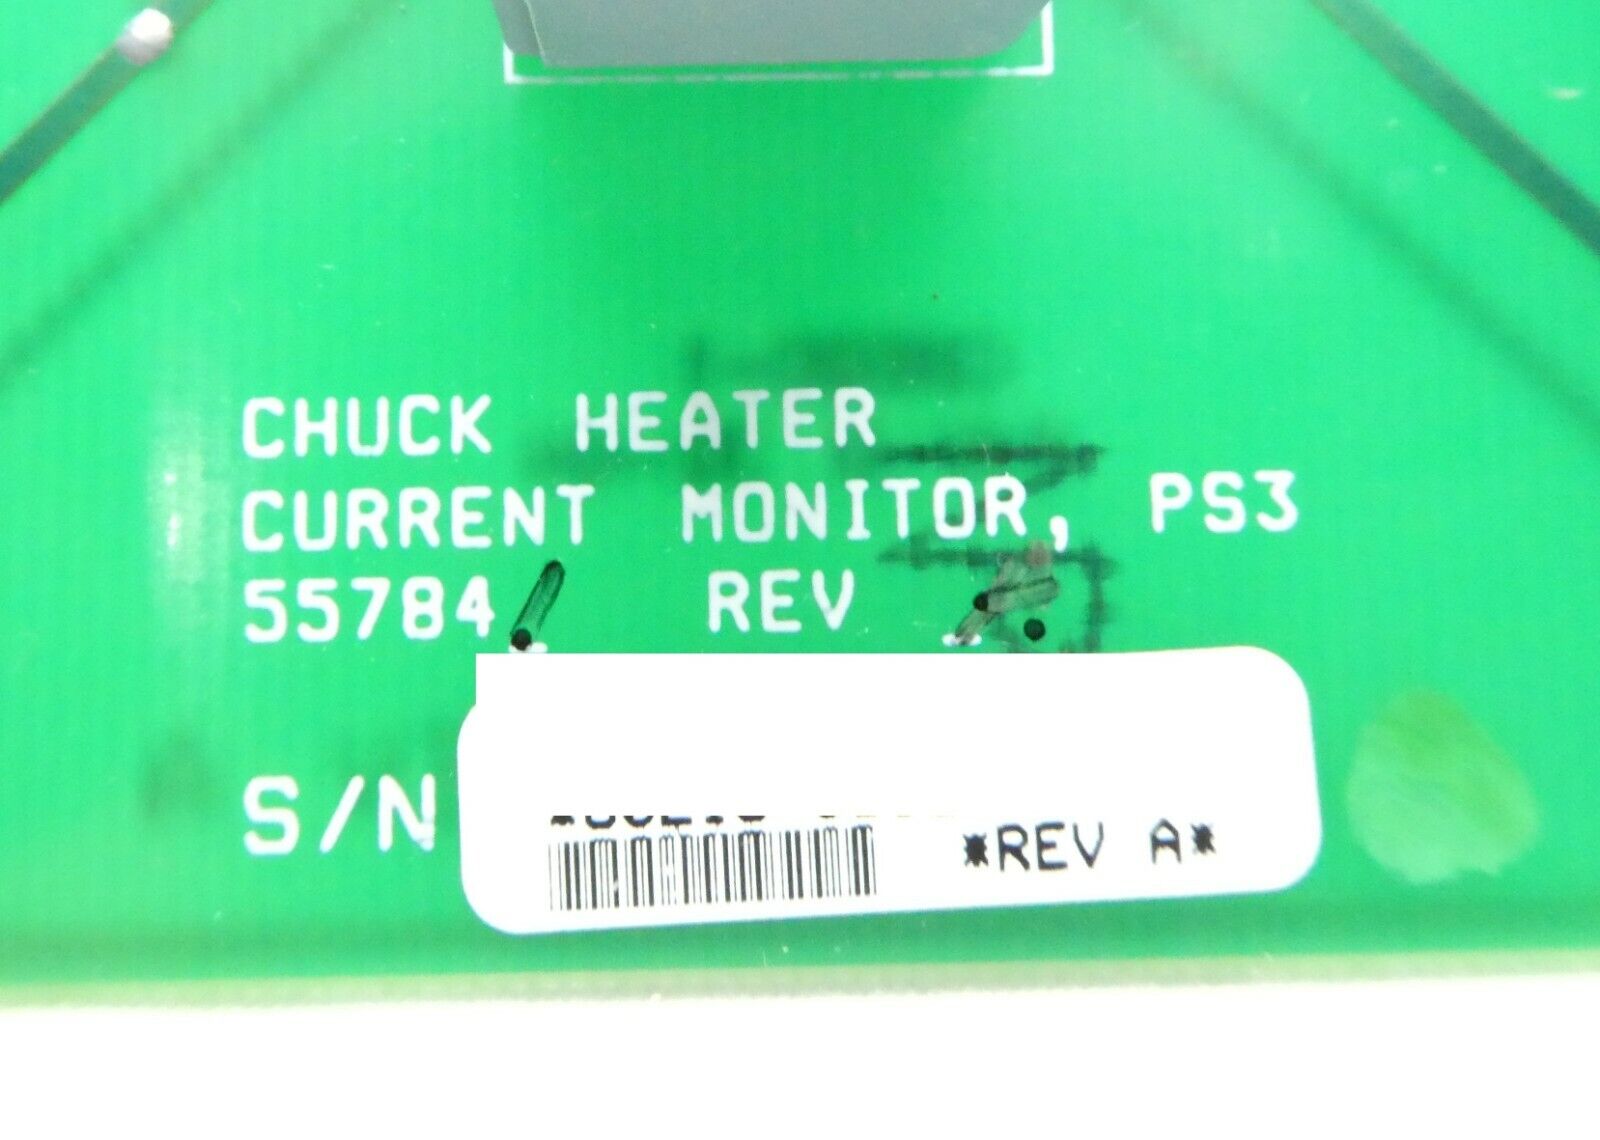 CHUCK HEATER
CURRENT MONITOR, PS3
55784 REV
S/N
*REV A*